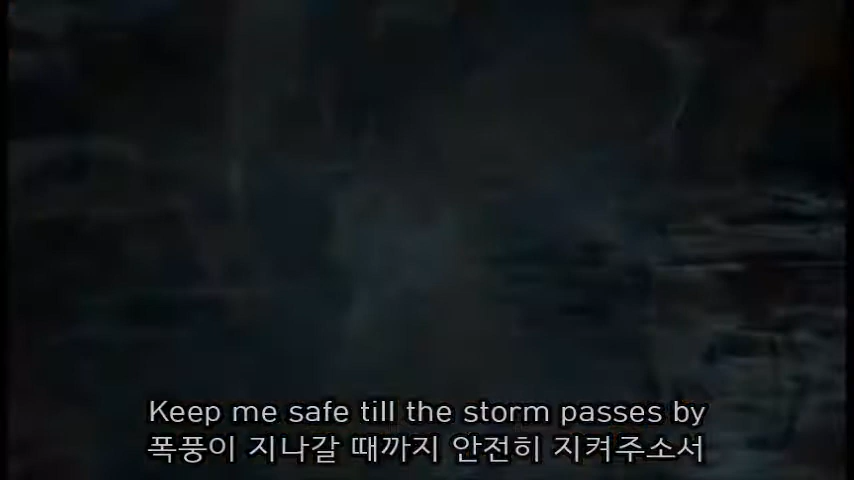 Keep me safe till the storm passes by
폭풍이 지나갈 때까지 안전히 지켜주소서